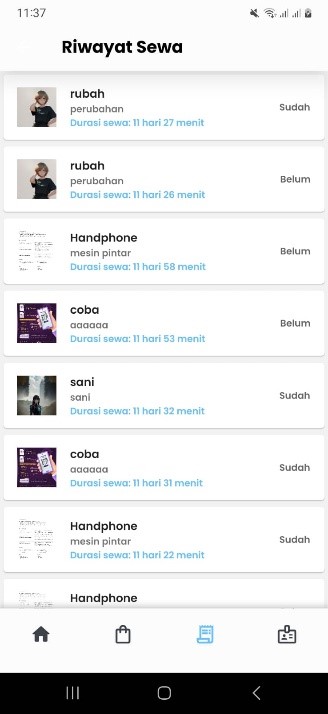 11:37
Riwayat Sewa
rubah
perubahan
Durasi sewa: 11 hari 27 menit
Sudah
rubah
perubahan
Durasi sewa: 11 hari 26 menit
Belum
Handphone
mesin pintar
Durasi sewa: 11 hari 58 menit
Belum
coba
aaaaaa
Durasi sewa: 11 hari 53 menit
Belum
sani
sani
Durasi sewa: 11 hari 32 menit
Sudah
coba
aaaaaa
Durasi sewa: 11 hari 31 menit
Sudah
Handphone
mesin pintar
Durasi sewa: 11 hari 22 menit
Sudah
Handphone